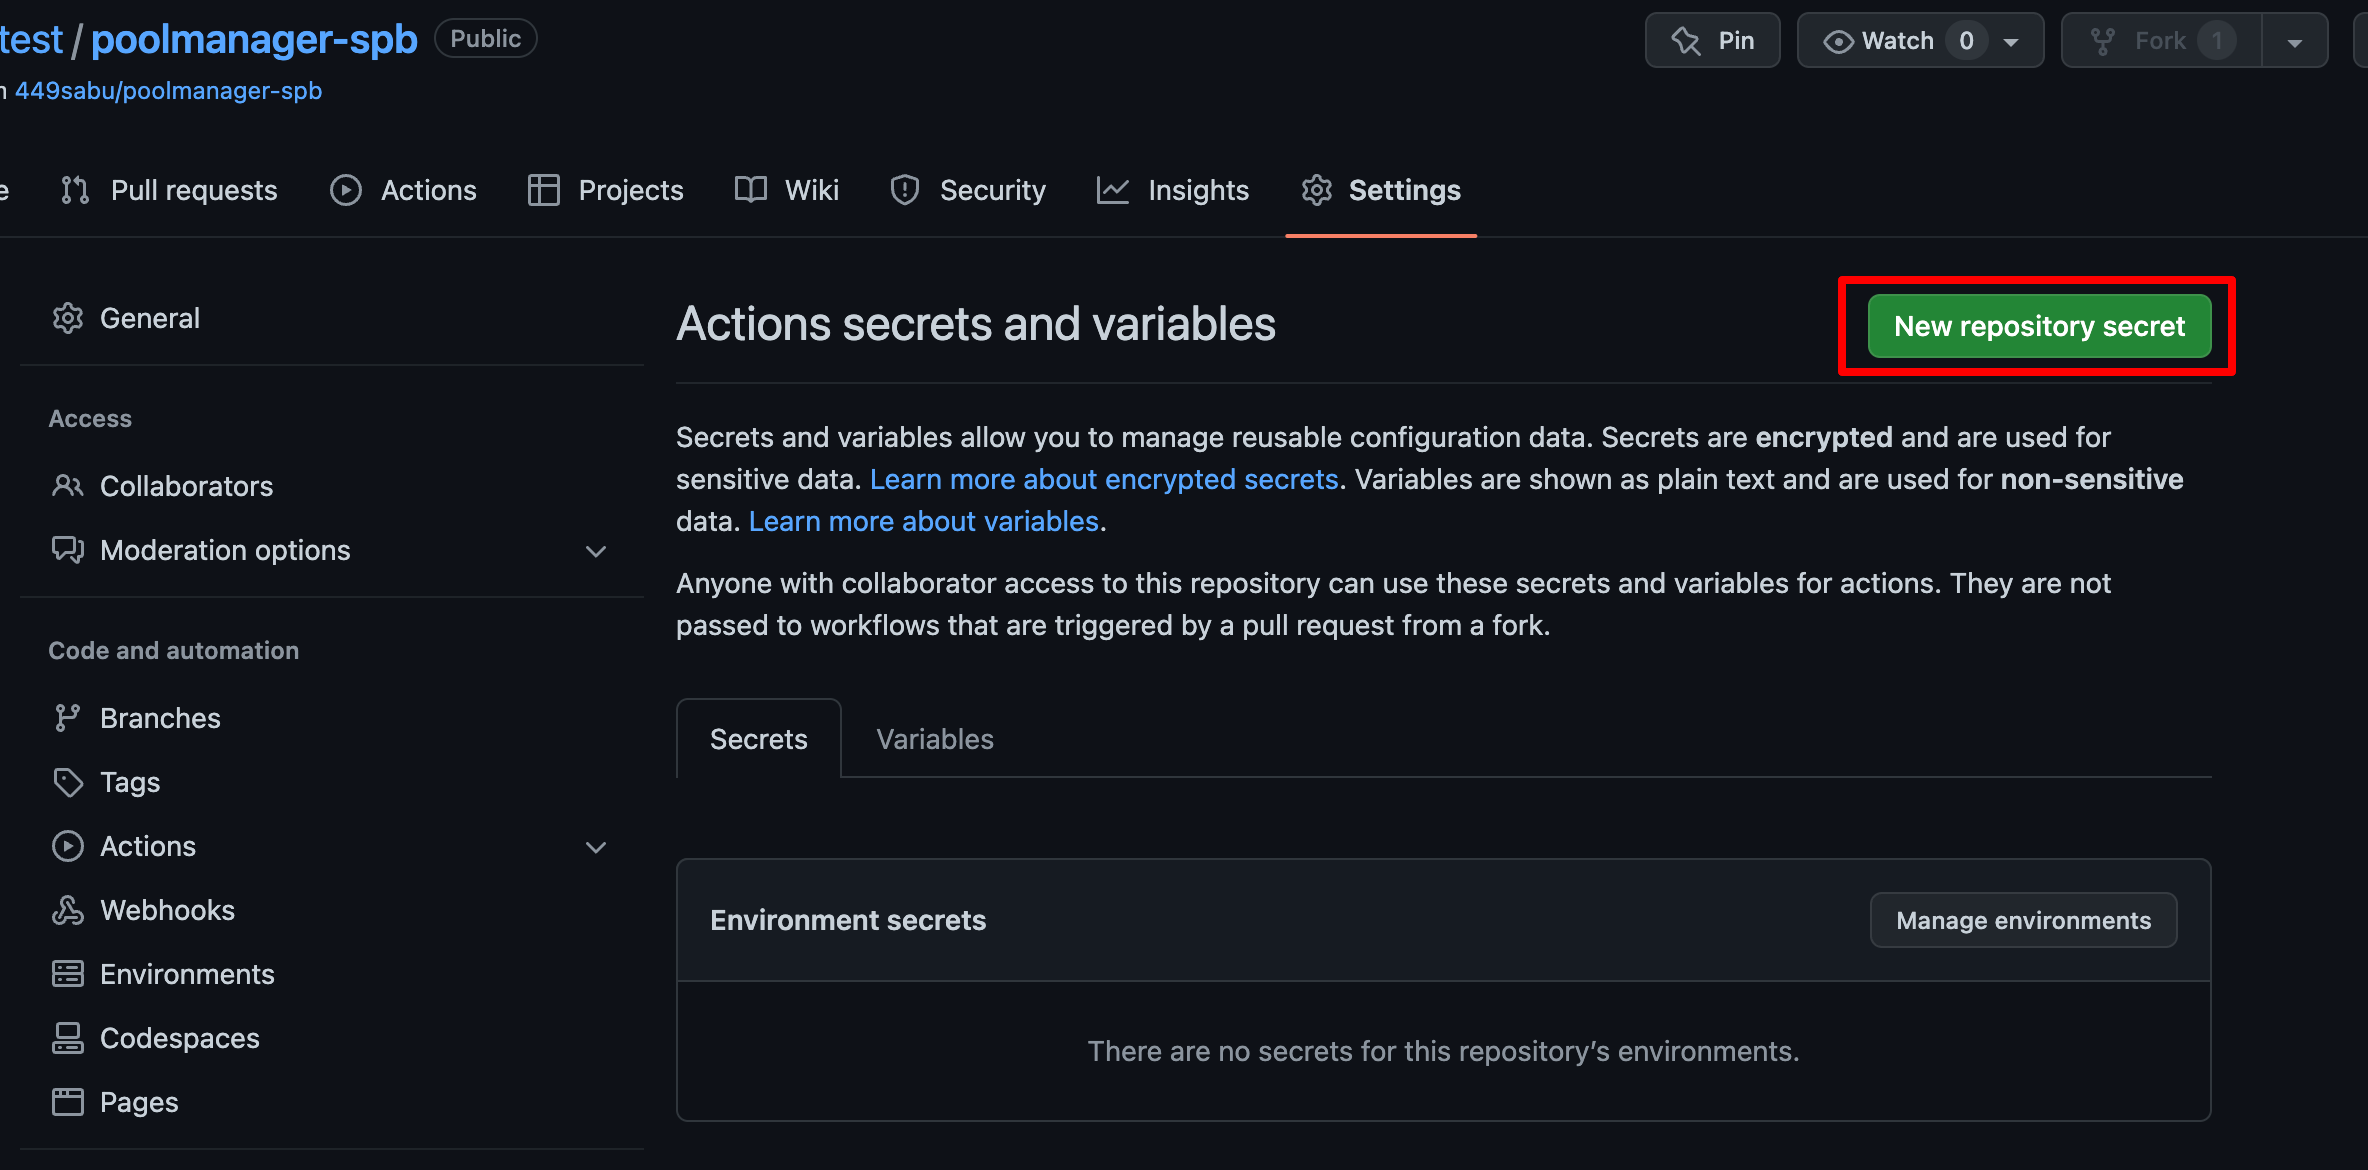 test / poolmanager-spb Public
Pin
Watch 0
Fork 1
449sabu/poolmanager-spb
Pull requests
Actions
Projects
Wiki
Security
Insights
Settings
General
Access
Collaborators
Moderation options
Code and automation
Branches
Tags
Actions
Webhooks
Environments
Codespaces
Pages
Actions secrets and variables
New repository secret
Secrets and variables allow you to manage reusable configuration data. Secrets are encrypted and are used for
sensitive data. Learn more about encrypted secrets. Variables are shown as plain text and are used for non-sensitive
data. Learn more about variables.
Anyone with collaborator access to this repository can use these secrets and variables for actions. They are not
passed to workflows that are triggered by a pull request from a fork.
Secrets
Variables
Environment secrets
Manage environments
There are no secrets for this repository’s environments.